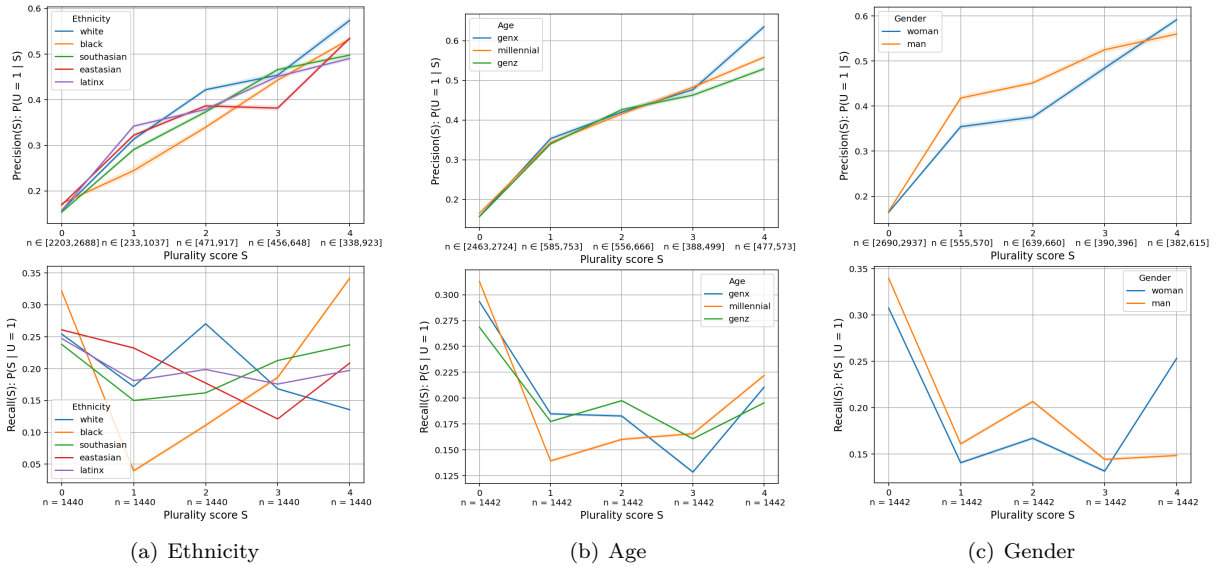 Precision(S): P(U = 1 | S)
0.6
0.5
0.4
0.3
0.2
Ethnicity
white
black
southasian
eastasian
latinx
0 1 2 3 4
n ∈ [2203,2688] n ∈ [233,1037] n ∈ [471,917] n ∈ [456,648] n ∈ [338,923]
Plurality score S
Precision(S): P(U = 1 | S)
0.6
0.5
0.4
0.3
0.2
Age
genx
millennial
genz
0 1 2 3 4
n ∈ [2463,2724] n ∈ [585,753] n ∈ [556,666] n ∈ [388,499] n ∈ [477,573]
Plurality score S
Precision(S): P(U = 1 | S)
0.6
0.5
0.4
0.3
0.2
Gender
woman
man
0 1 2 3 4
n ∈ [2690,2937] n ∈ [555,570] n ∈ [639,660] n ∈ [390,396] n ∈ [382,615]
Plurality score S
Recall(S): P(S | U = 1)
0.35
0.30
0.25
0.20
0.15
0.10
0.05
Ethnicity
white
black
southasian
eastasian
latinx
0 1 2 3 4
n = 1440 n = 1440 n = 1440 n = 1440 n = 1440
Plurality score S
Recall(S): P(S | U = 1)
0.300
0.275
0.250
0.225
0.200
0.175
0.150
0.125
Age
genx
millennial
genz
0 1 2 3 4
n = 1442 n = 1442 n = 1442 n = 1442 n = 1442
Plurality score S
Recall(S): P(S | U = 1)
0.35
0.30
0.25
0.20
0.15
Gender
woman
man
0 1 2 3 4
n = 1442 n = 1442 n = 1442 n = 1442 n = 1442
Plurality score S
(a) Ethnicity
(b) Age
(c) Gender